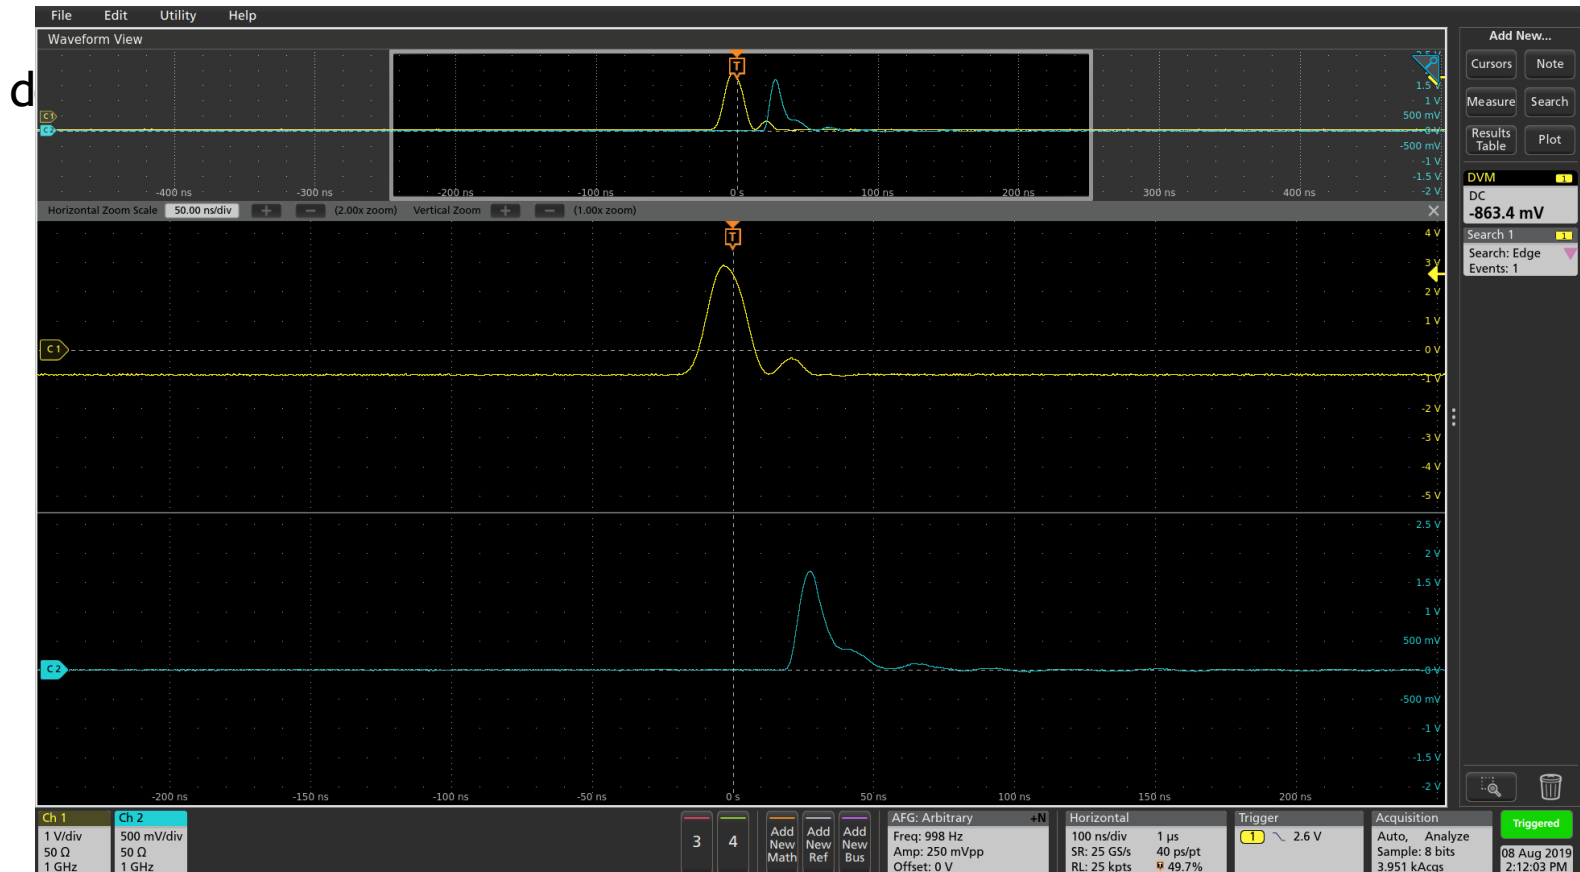 File Edit Utility Help
Waveform View
Add New...
Cursors Note
Measure Search
Results Table Plot
d
T
C1
C2
2.5 V
1.5 V
1 V
500 mV
0 V
-500 mV
-1 V
-1.5 V
-2 V
-400 ns -300 ns -200 ns -100 ns 0 s 100 ns 200 ns 300 ns 400 ns
Horizontal Zoom Scale 50.00 ns/div + — (2.00x zoom) Vertical Zoom + — (1.00x zoom) X
DVM 1
DC
-863.4 mV
Search 1 1
Search: Edge
Events: 1
T
4 V
3 V
2 V
1 V
C1
0 V
-1 V
-2 V
-3 V
-4 V
-5 V
2.5 V
2 V
1.5 V
1 V
500 mV
C2
0 V
-500 mV
-1 V
-1.5 V
-2 V
-200 ns -150 ns -100 ns -50 ns 0 s 50 ns 100 ns 150 ns 200 ns
Ch 1
1 V/div
50 Ω
1 GHz
Ch 2
500 mV/div
50 Ω
1 GHz
3
4
Add New Math
Add New Ref
Add New Bus
AFG: Arbitrary +N
Freq: 998 Hz
Amp: 250 mVpp
Offset: 0 V
Horizontal
100 ns/div 1 µs
SR: 25 GS/s 40 ps/pt
RL: 25 kpts T 49.7%
Trigger
1 2.6 V
Acquisition
Auto, Analyze
Sample: 8 bits
3.951 kAcqs
Triggered
08 Aug 2019
2:12:03 PM